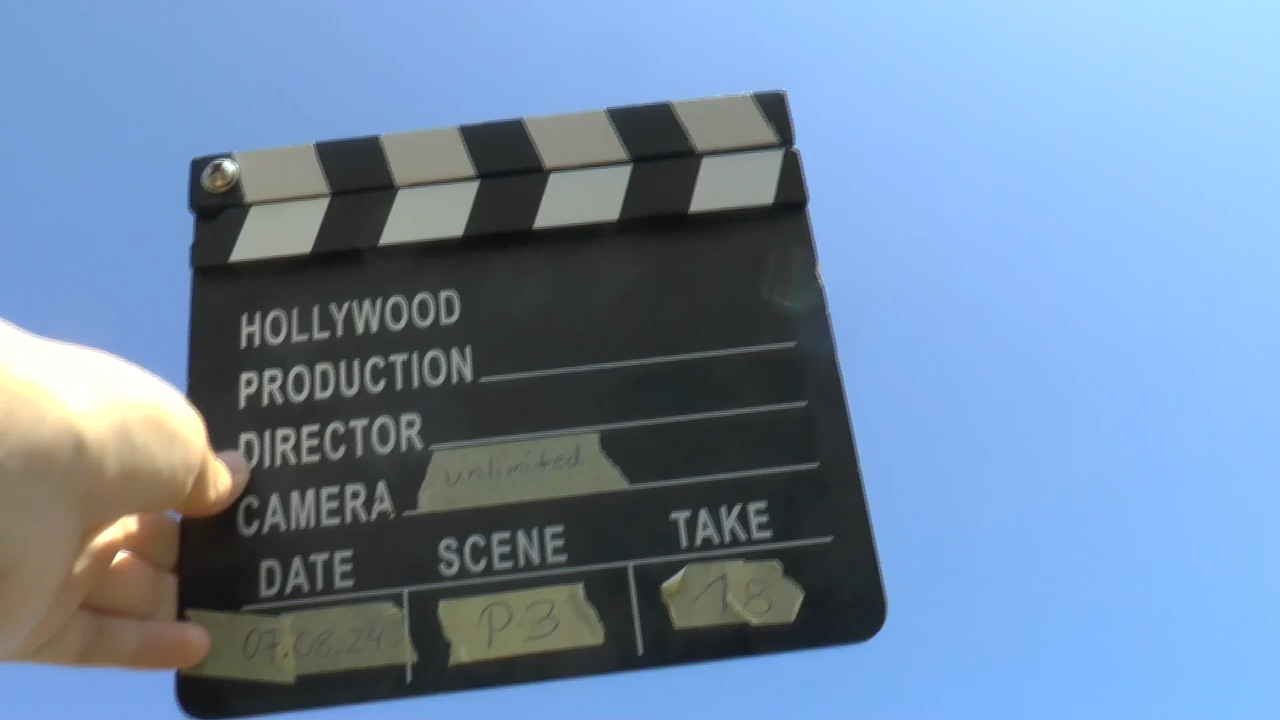 HOLLYWOOD
PRODUCTION
DIRECTOR
CAMERA unlimited
DATE SCENE TAKE
07.08.24 P3 18